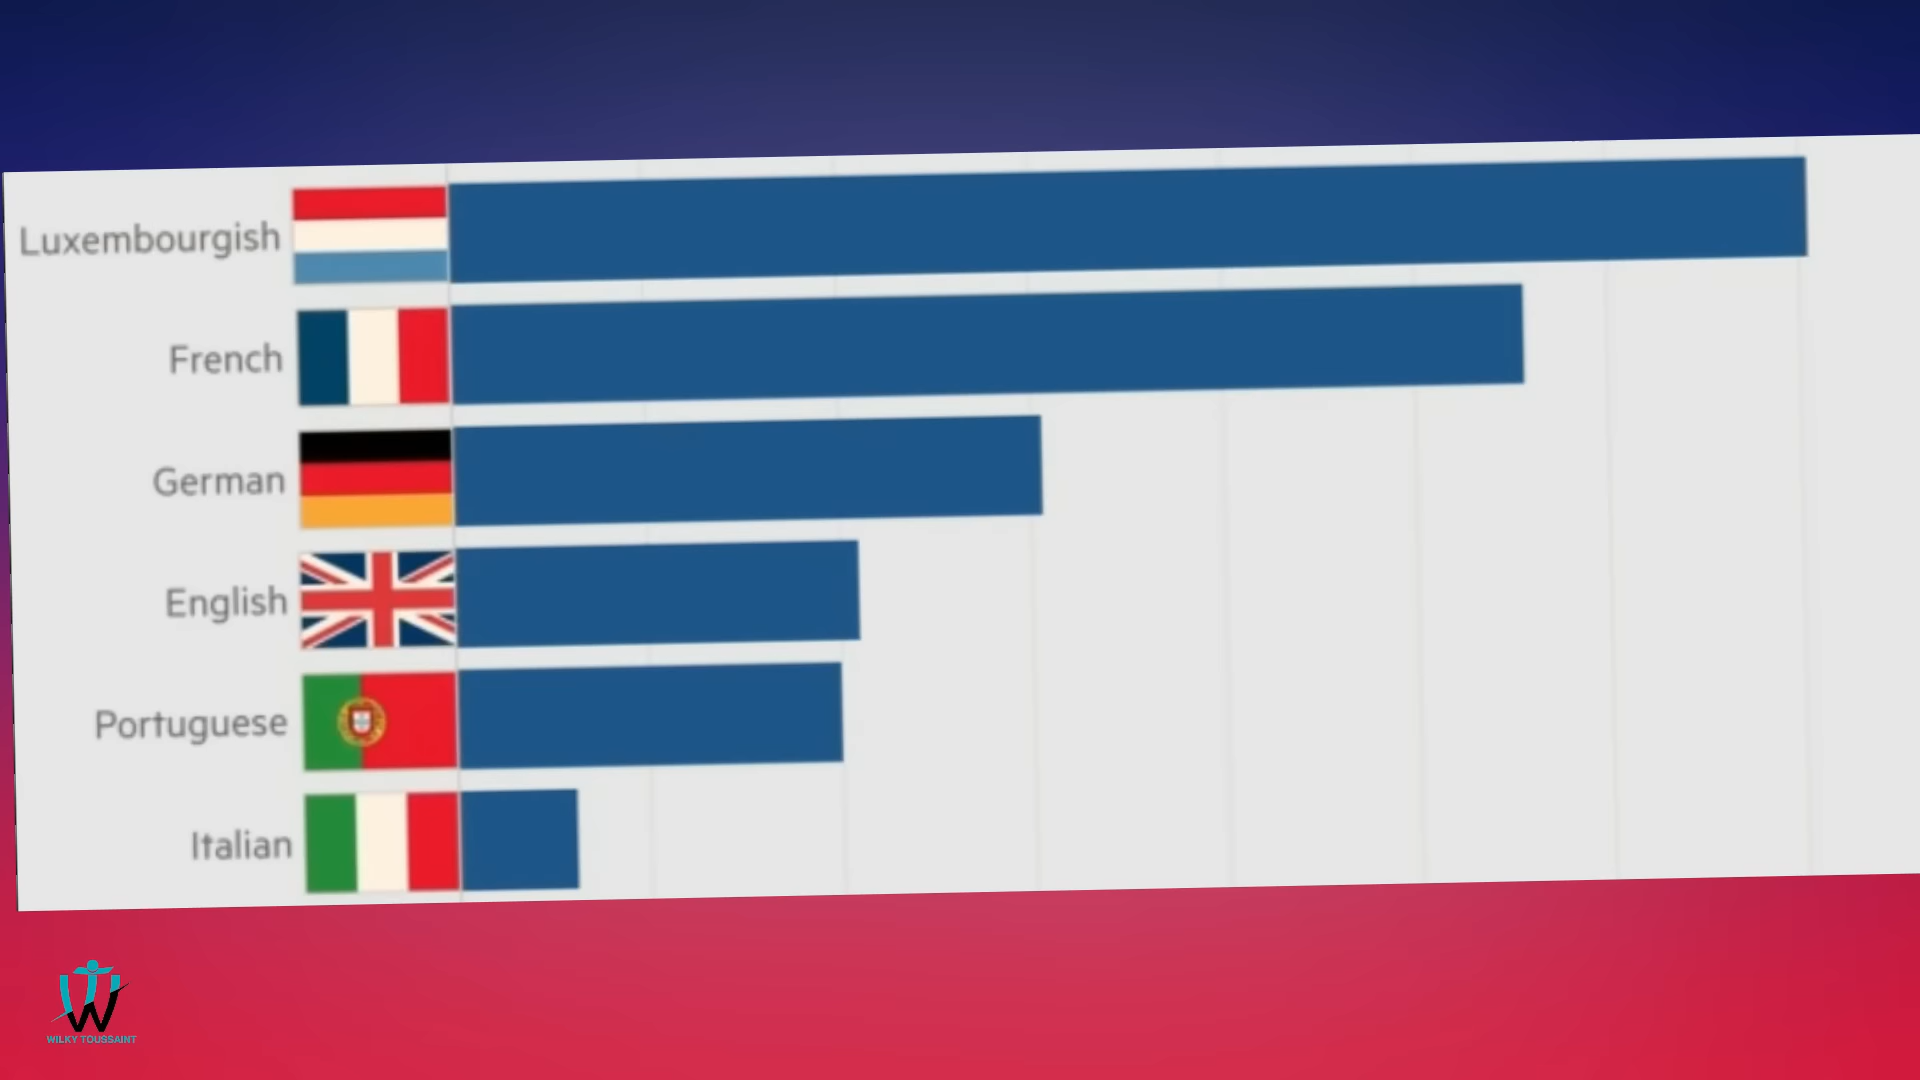 Luxembourgish
French
German
English
Portuguese
Italian
WILKY TOUSSAINT